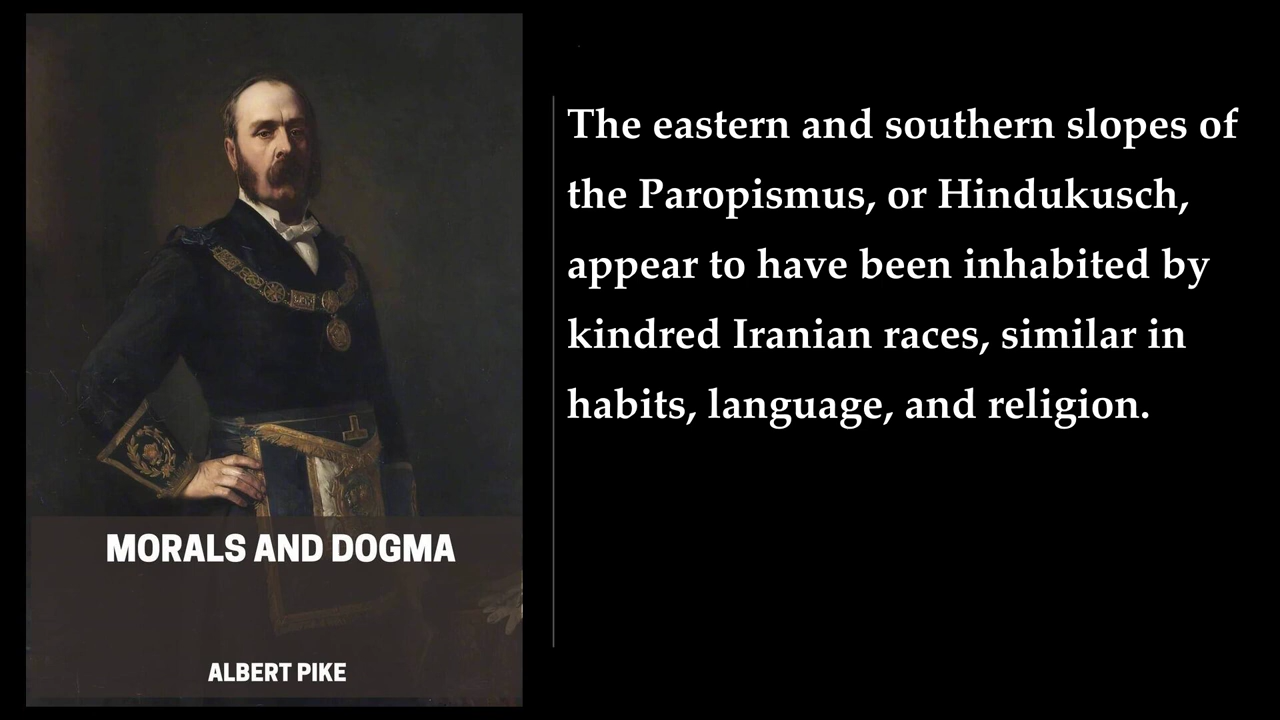 MORALS AND DOGMA
ALBERT PIKE
The eastern and southern slopes of
the Paropismus, or Hindukusch,
appear to have been inhabited by
kindred Iranian races, similar in
habits, language, and religion.